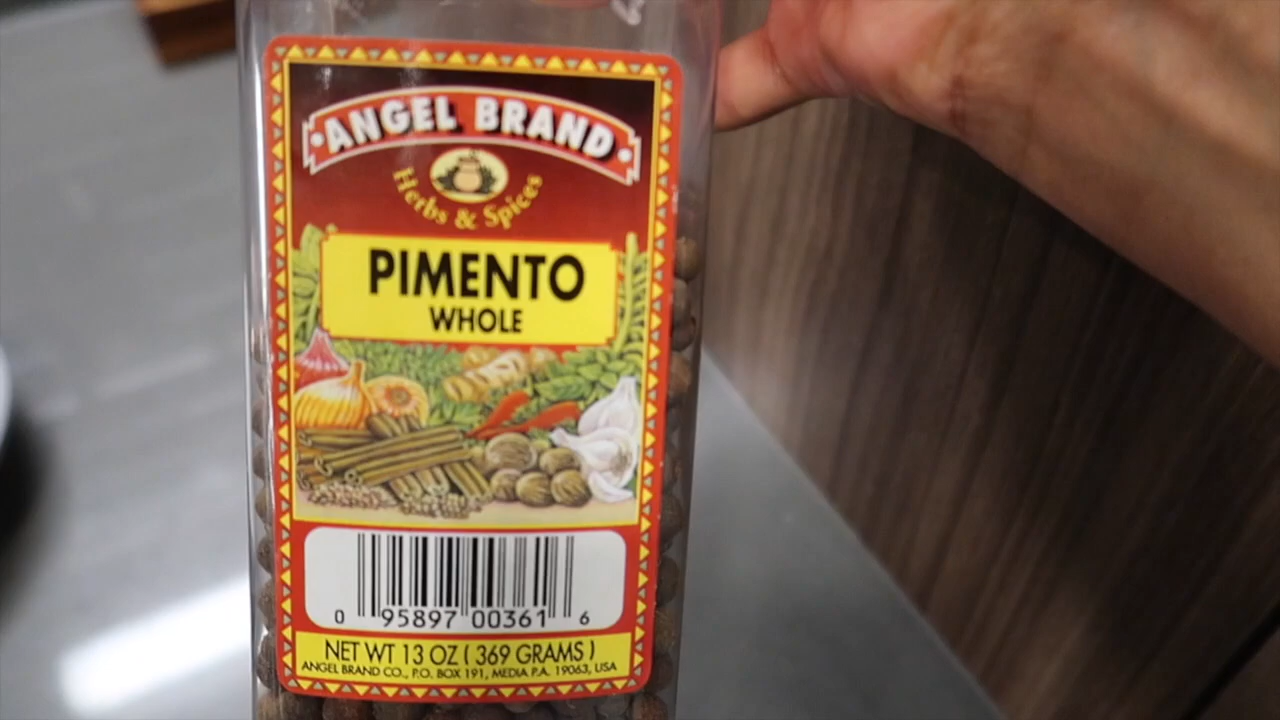 ANGEL BRAND
Herbs & Spices
PIMENTO
WHOLE
0 95897 00361 6
NET WT 13 OZ ( 369 GRAMS )
ANGEL BRAND CO., P.O. BOX 191, MEDIA P.A. 19063, USA